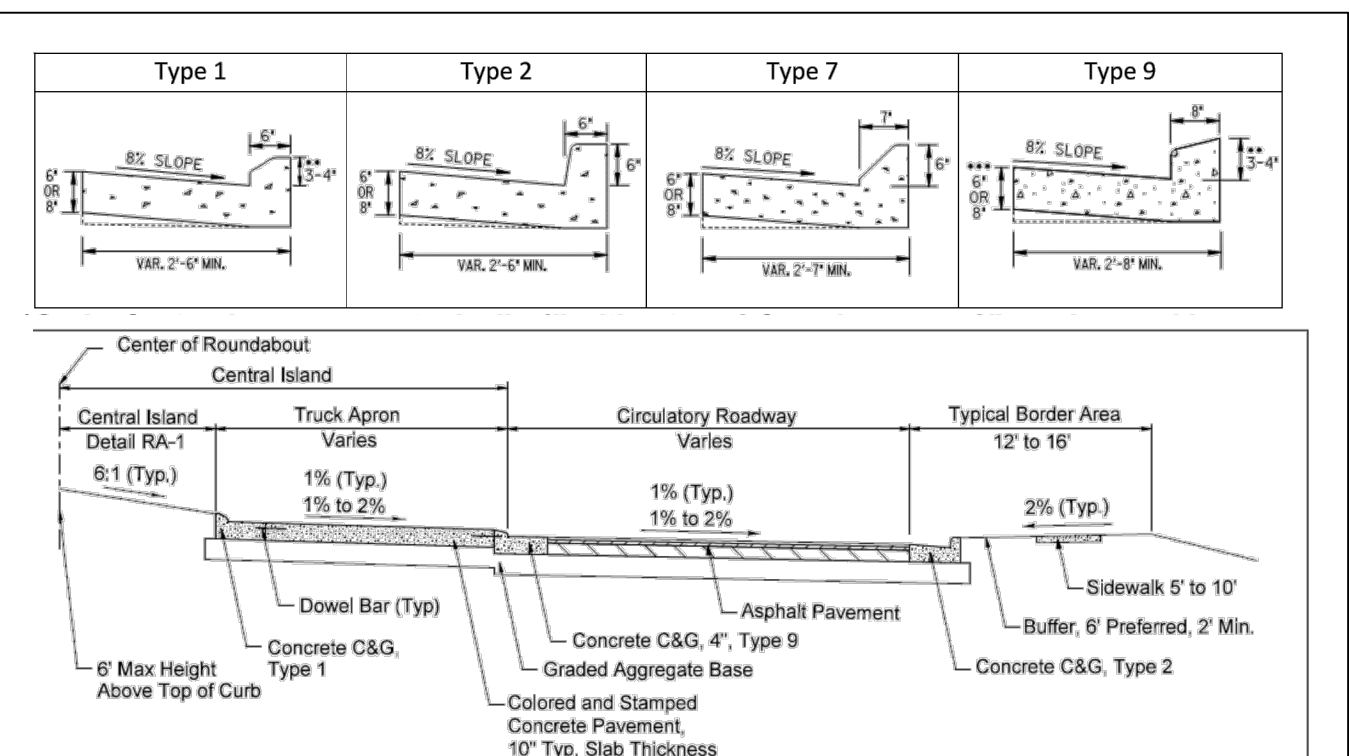 Type 1
Type 2
Type 7
Type 9
6"
8% SLOPE
**
3-4"
6"
OR
8"
VAR. 2'-6" MIN.
6"
8% SLOPE
6"
6"
OR
8"
VAR. 2'-6" MIN.
7"
8% SLOPE
6"
6"
OR
8"
VAR. 2'-7" MIN.
8"
8% SLOPE
**
3-4"
***
6"
OR
8"
VAR. 2'-8" MIN.
Center of Roundabout
Central Island
Central Island
Detail RA-1
Truck Apron
Varies
Circulatory Roadway
Varies
Typical Border Area
12' to 16'
6:1 (Typ.)
1% (Typ.)
1% to 2%
1% (Typ.)
1% to 2%
2% (Typ.)
Dowel Bar (Typ)
Asphalt Pavement
Sidewalk 5' to 10'
Buffer, 6' Preferred, 2' Min.
Concrete C&G,
Type 1
Concrete C&G, 4", Type 9
Concrete C&G, Type 2
6' Max Height
Above Top of Curb
Graded Aggregate Base
Colored and Stamped
Concrete Pavement,
10" Typ. Slab Thickness